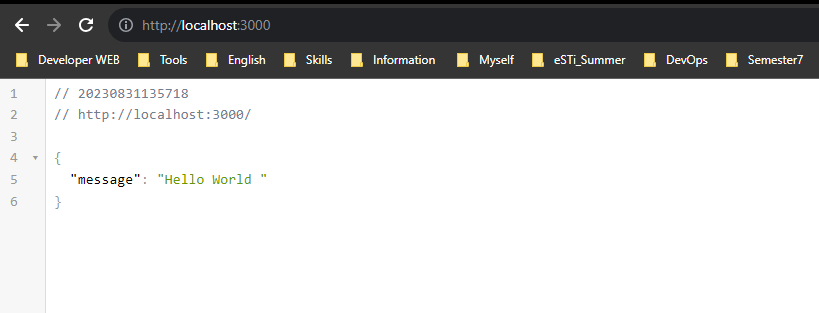 http://localhost:3000
Developer WEB Tools English Skills Information Myself eSTi_Summer DevOps Semester7
1 // 20230831135718
2 // http://localhost:3000/
3
4 {
5 "message": "Hello World "
6 }